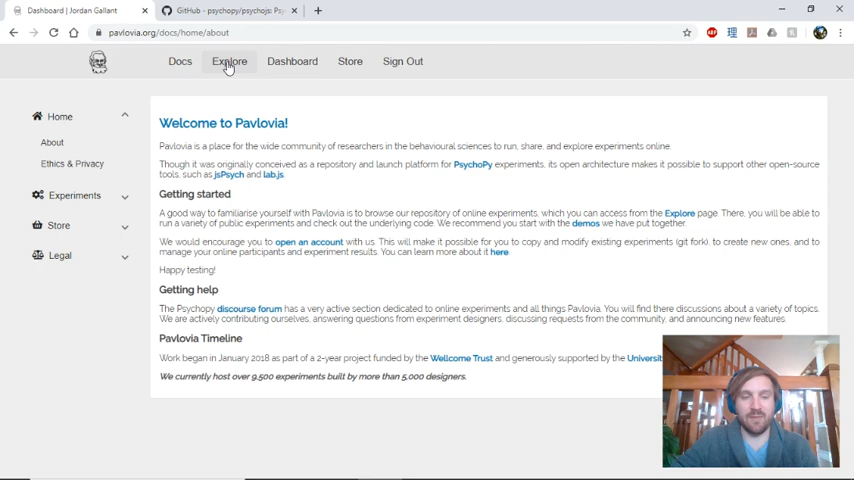 Dashboard | Jordan Gallant
GitHub - psychopy/psychojs: Psy
pavlovia.org/docs/home/about
ABP
Docs
Explore
Dashboard
Store
Sign Out
Home
About
Ethics & Privacy
Experiments
Store
Legal
Welcome to Pavlovia!
Pavlovia is a place for the wide community of researchers in the behavioural sciences to run, share, and explore experiments online.
Though it was originally conceived as a repository and launch platform for PsychoPy experiments, its open architecture makes it possible to support other open-source
tools, such as jsPsych and lab.js
Getting started
A good way to familiarise yourself with Pavlovia is to browse our repository of online experiments, which you can access from the Explore page. There, you will be able to
run a variety of public experiments and check out the underlying code. We recommend you start with the demos we have put together.
We would encourage you to open an account with us. This will make it possible for you to copy and modify existing experiments (git fork), to create new ones, and to
manage your online participants and experiment results. You can learn more about it here
Happy testing!
Getting help
The Psychopy discourse forum has a very active section dedicated to online experiments and all things Pavlovia. You will find there discussions about a variety of topics.
We are actively contributing ourselves, answering questions from experiment designers, discussing requests from the community, and announcing new features.
Pavlovia Timeline
Work began in January 2018 as part of a 2-year project funded by the Wellcome Trust and generously supported by the Universit
We currently host over 9,500 experiments built by more than 5,000 designers.